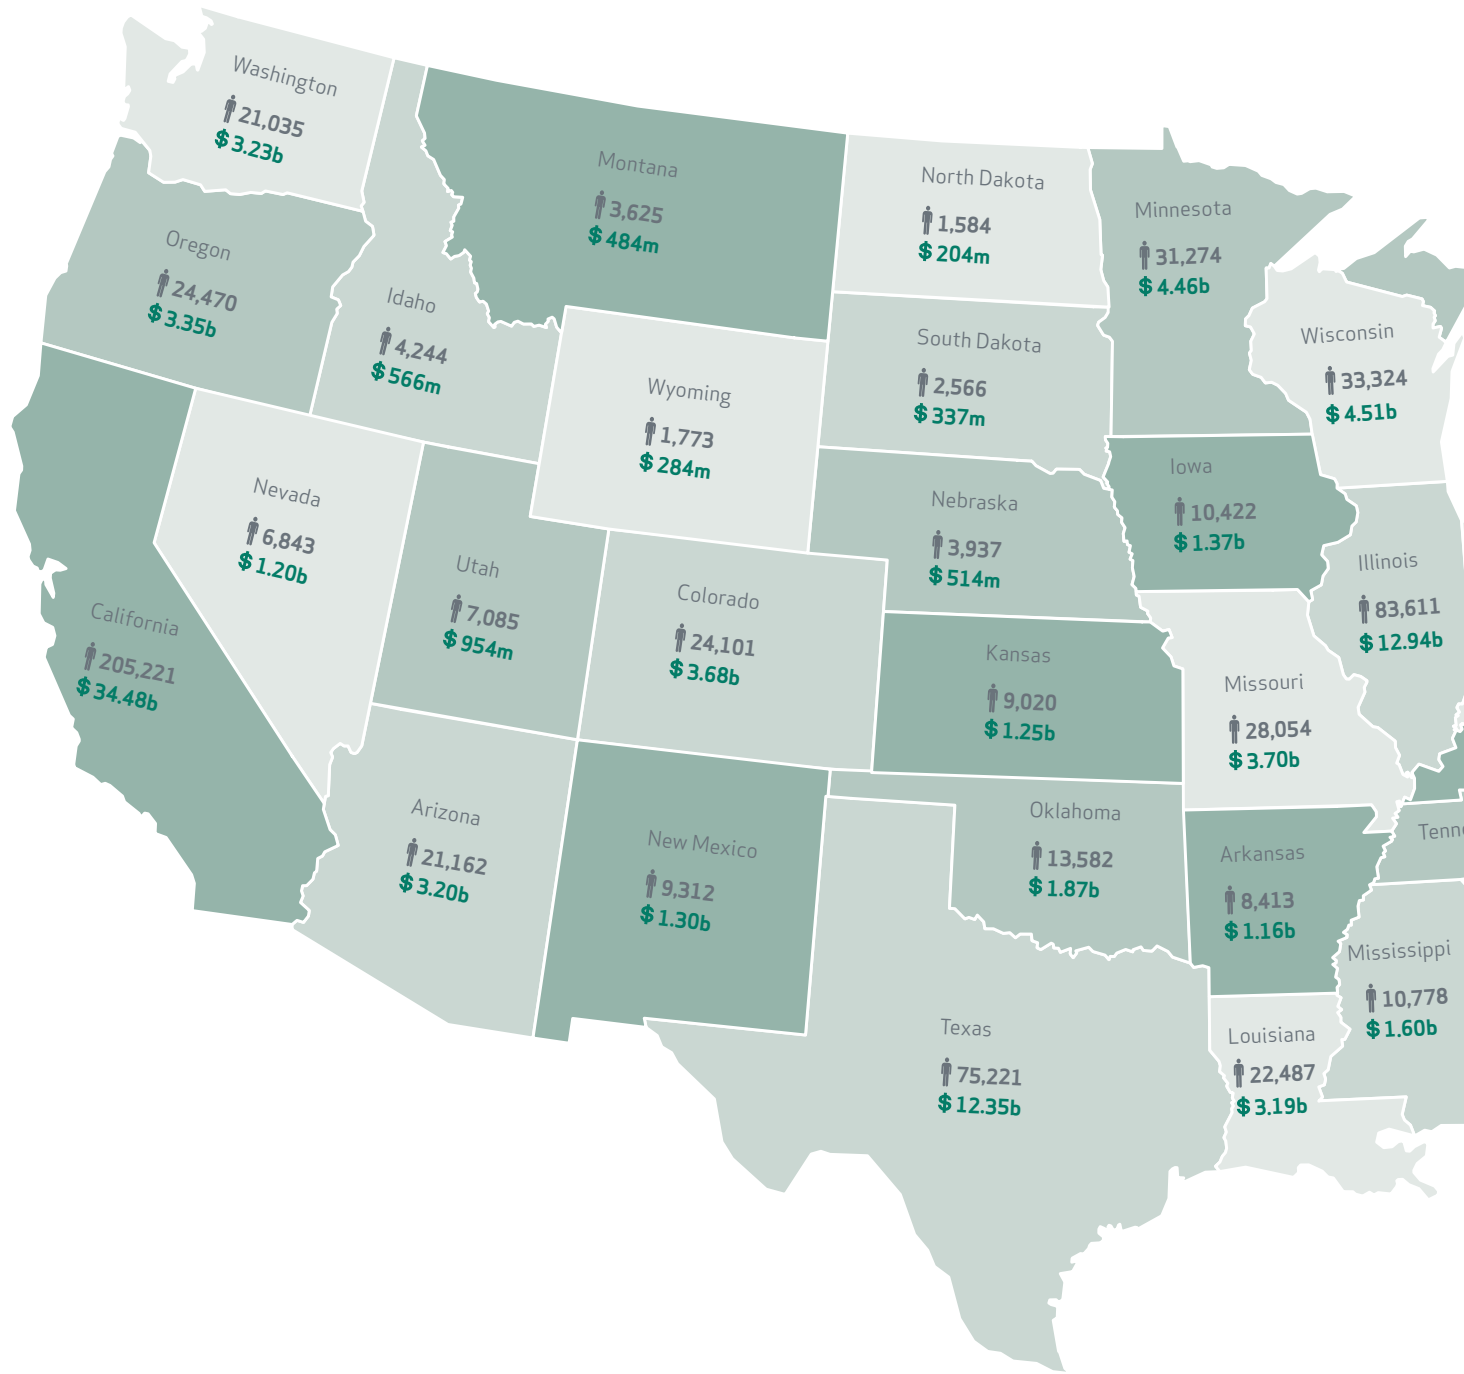 Washington
21,035
$ 3.23b
Montana
3,625
$ 484m
North Dakota
1,584
$ 204m
Minnesota
31,274
$ 4.46b
Oregon
24,470
$ 3.35b
Idaho
4,244
$ 566m
Wisconsin
33,324
$ 4.51b
South Dakota
2,566
$ 337m
Wyoming
1,773
$ 284m
Iowa
10,422
$ 1.37b
Nevada
6,843
$ 1.20b
Nebraska
3,937
$ 514m
Utah
7,085
$ 954m
Colorado
24,101
$ 3.68b
Illinois
83,611
$ 12.94b
California
205,221
$ 34.48b
Kansas
9,020
$ 1.25b
Missouri
28,054
$ 3.70b
Arizona
21,162
$ 3.20b
New Mexico
9,312
$ 1.30b
Oklahoma
13,582
$ 1.87b
Arkansas
8,413
$ 1.16b
Tenne
Mississippi
10,778
$ 1.60b
Texas
75,221
$ 12.35b
Louisiana
22,487
$ 3.19b